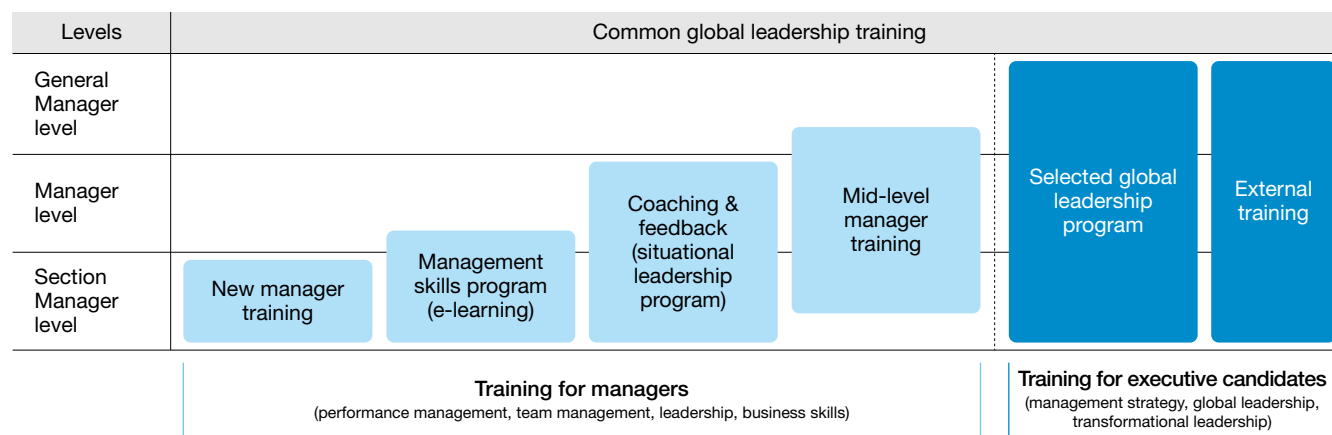 Levels
Common global leadership training
General
Manager
level
Manager
level
Section
Manager
level
New manager
training
Management
skills program
(e-learning)
Coaching &
feedback
(situational
leadership
program)
Mid-level
manager
training
Selected global
leadership
program
External
training
Training for managers
(performance management, team management, leadership, business skills)
Training for executive candidates
(management strategy, global leadership,
transformational leadership)